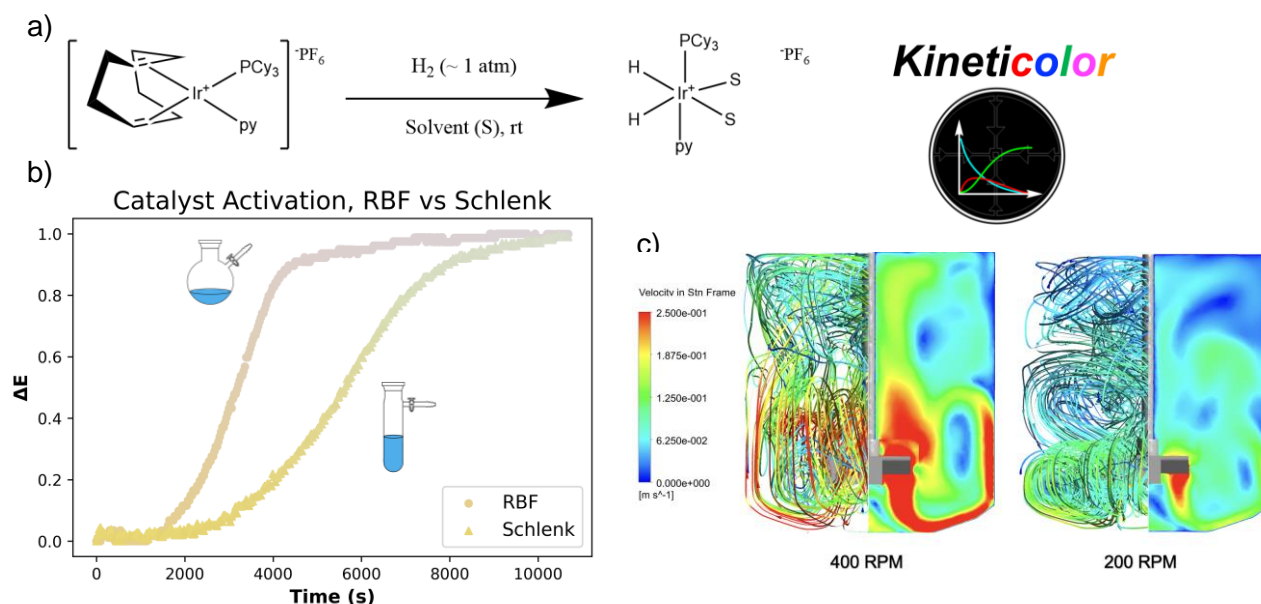 a)
Ir⁺
PCy₃
py
⁻PF₆
H₂ (~ 1 atm)
Solvent (S), rt
PCy₃
H
S
Ir⁺
H
S
py
⁻PF₆
Kineticolor
b)
Catalyst Activation, RBF vs Schlenk
ΔE
1.0
0.8
0.6
0.4
0.2
0.0
0
2000
4000
6000
8000
10000
Time (s)
RBF
Schlenk
c)
Velocity in Stn Frame
2.500e-001
1.875e-001
1.250e-001
6.250e-002
0.000e+000
[m s^-1]
400 RPM
200 RPM